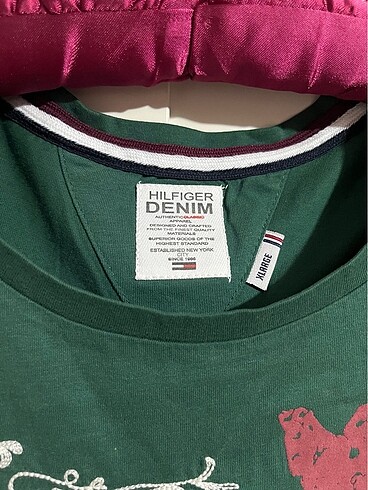 HILFIGER
DENIM
AUTHENTIC CLASSIC
APPAREL
DESIGNED AND CRAFTED
FROM THE FINEST QUALITY
MATERIALS
SUPERIOR GOODS OF THE
HIGHEST STANDARD
ESTABLISHED NEW YORK
CITY
SINCE 1985
XLARGE